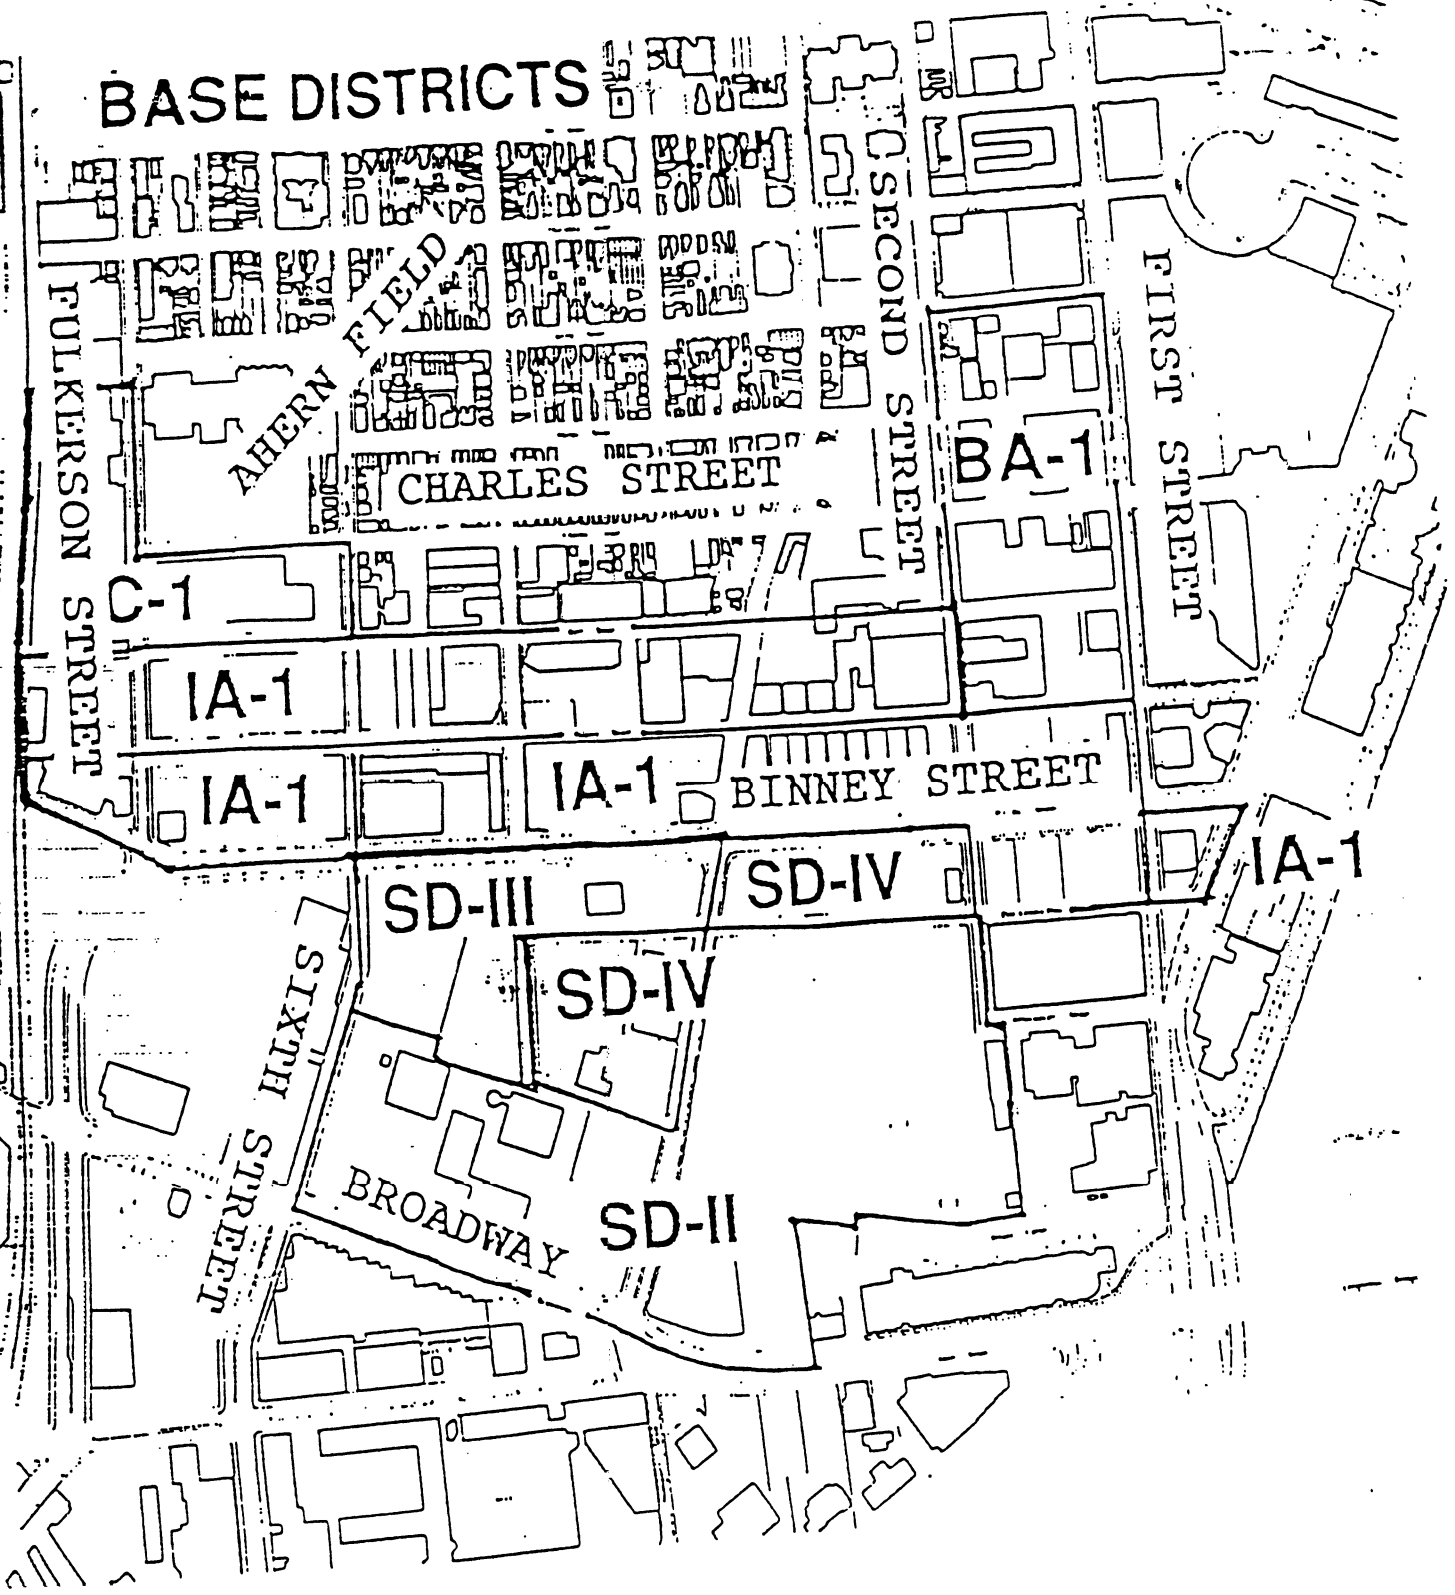 BASE DISTRICTS
FULKERSON STREET
AHERN FIELD
SECOND STREET
FIRST STREET
BA-1
CHARLES STREET
C-1
IA-1
IA-1
IA-1
BINNEY STREET
IA-1
SD-III
SD-IV
SD-IV
SIXTH STREET
BROADWAY
SD-II